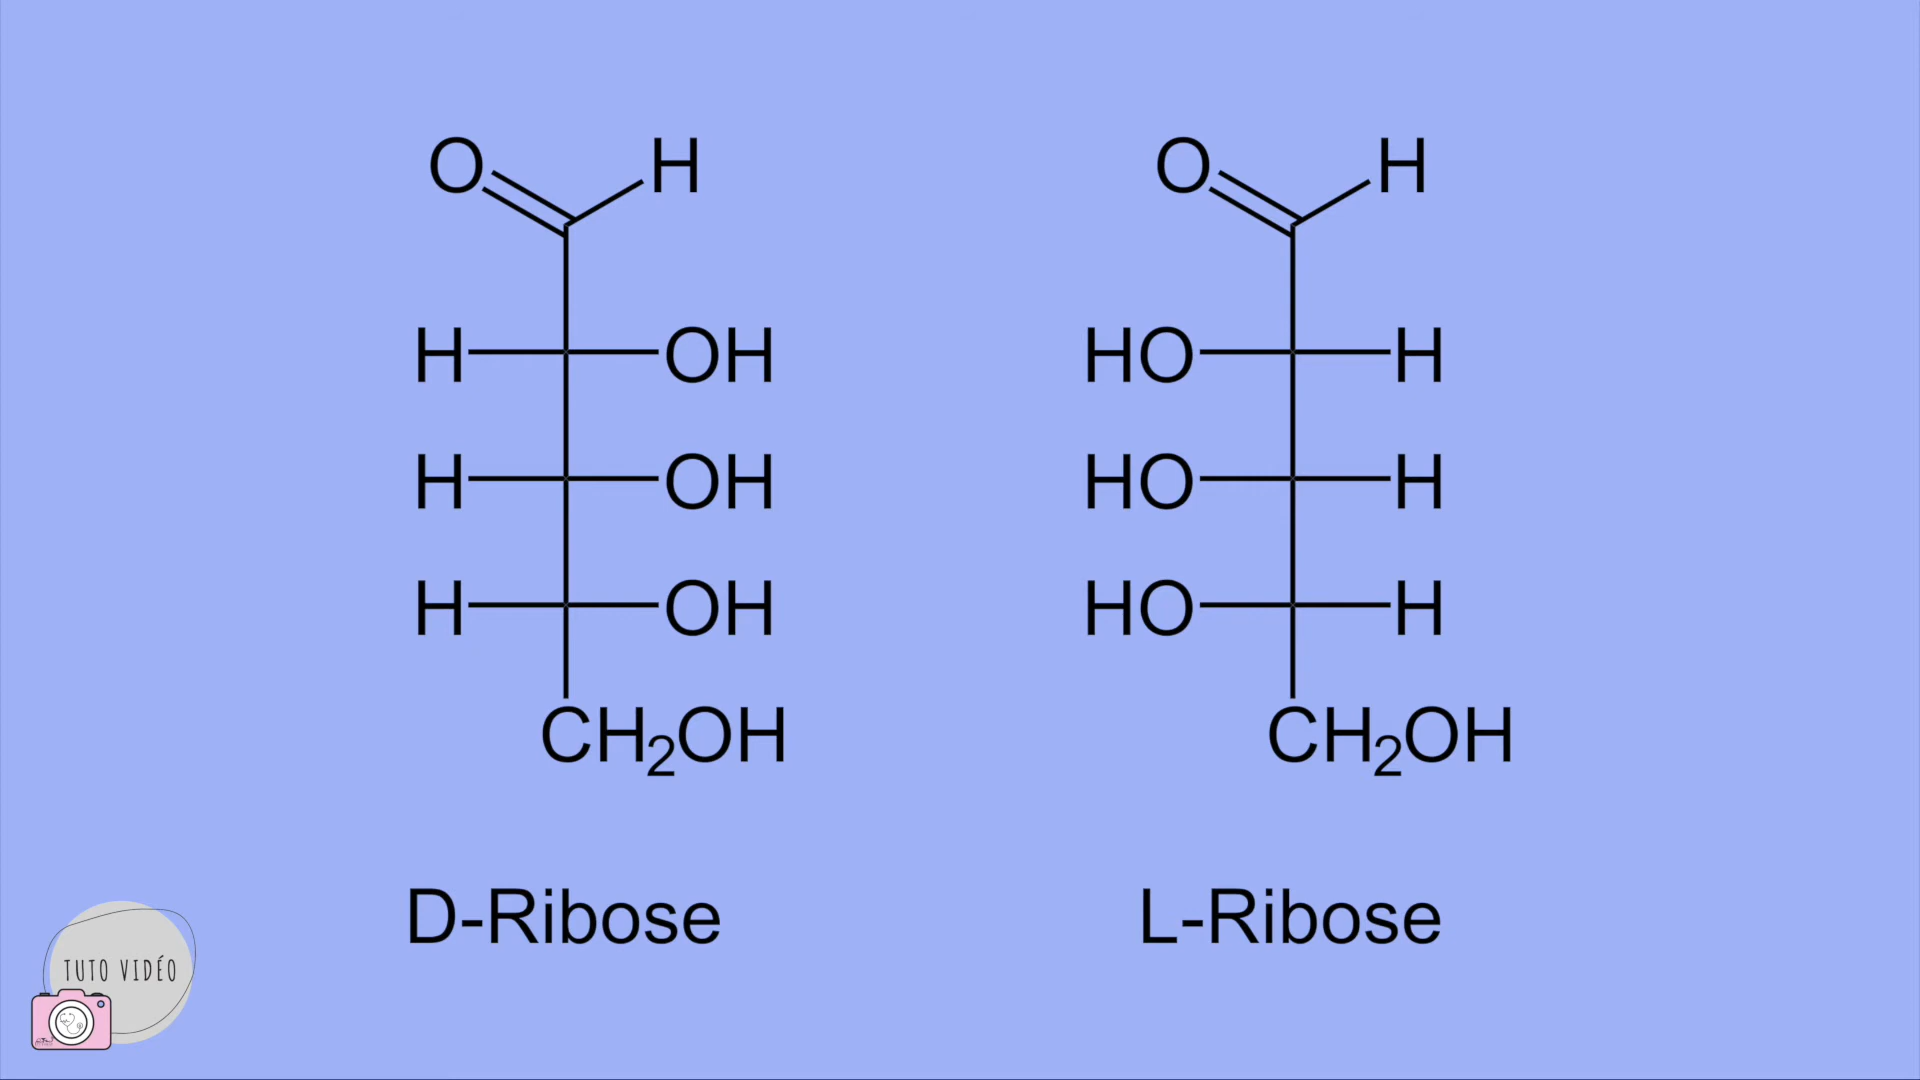 O H
H OH
H OH
H OH
CH₂OH
D-Ribose
O H
HO H
HO H
HO H
CH₂OH
L-Ribose
TUTO VIDÉO